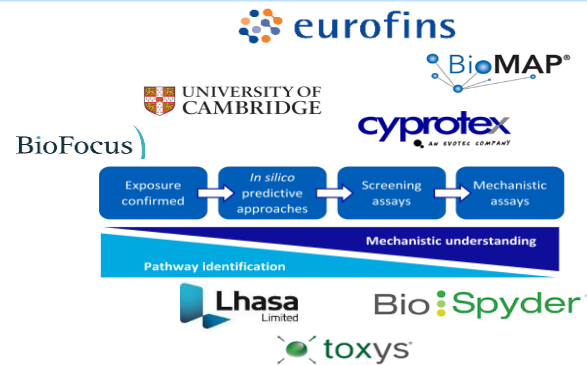 eurofins
BioMAP®
UNIVERSITY OF
CAMBRIDGE
cyprotex
AN EVOTEC COMPANY
BioFocus
Exposure
confirmed
In silico
predictive
approaches
Screening
assays
Mechanistic
assays
Mechanistic understanding
Pathway identification
Lhasa
Limited
BioSpyder
toxys